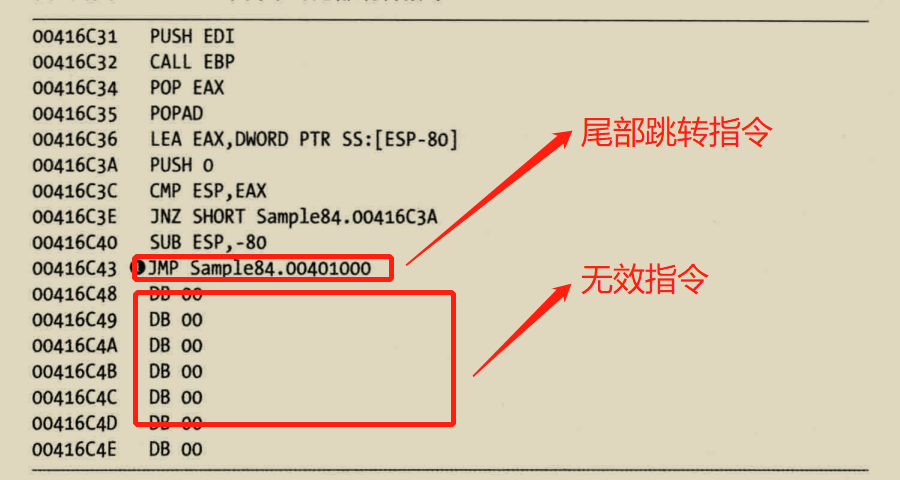 00416C31 PUSH EDI
00416C32 CALL EBP
00416C34 POP EAX
00416C35 POPAD
00416C36 LEA EAX,DWORD PTR SS:[ESP-80]
00416C3A PUSH 0
00416C3C CMP ESP,EAX
00416C3E JNZ SHORT Sample84.00416C3A
00416C40 SUB ESP,-80
00416C43 ❶JMP Sample84.00401000
00416C48 DB 00
00416C49 DB 00
00416C4A DB 00
00416C4B DB 00
00416C4C DB 00
00416C4D DB 00
00416C4E DB 00
尾部跳转指令
无效指令